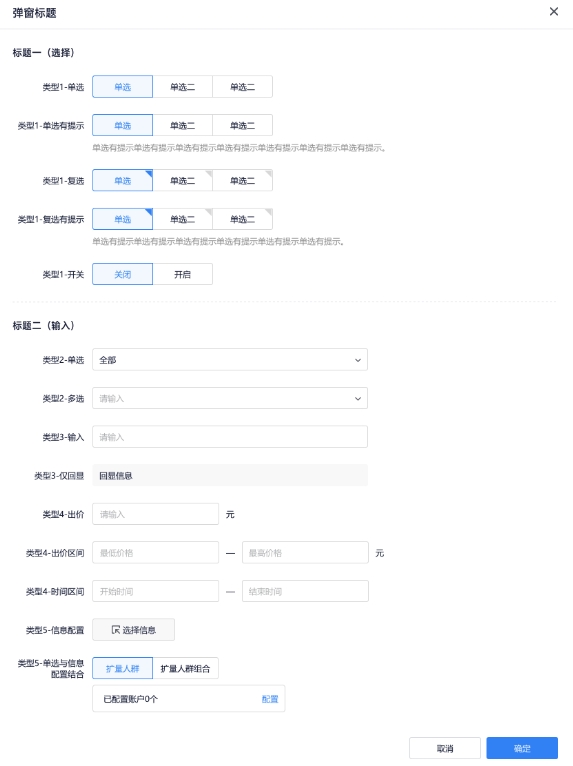 弹窗标题
标题一（选择）
类型1-单选 单选 单选二 单选二
类型1-单选有提示 单选 单选二 单选二
单选有提示单选有提示单选有提示单选有提示单选有提示单选有提示单选有提示。
类型1-复选 单选 单选二 单选二
类型1-复选有提示 单选 单选二 单选二
单选有提示单选有提示单选有提示单选有提示单选有提示单选有提示。
类型1-开关 关闭 开启
标题二（输入）
类型2-单选 全部
类型2-多选 请输入
类型3-输入 请输入
类型3-仅回显 回显信息
类型4-出价 请输入 元
类型4-出价区间 最低价格 — 最高价格 元
类型4-时间区间 开始时间 — 结束时间
类型5-信息配置 选择信息
类型5-单选与信息
配置结合 扩量人群 扩量人群组合
已配置账户0个 配置
取消 确定